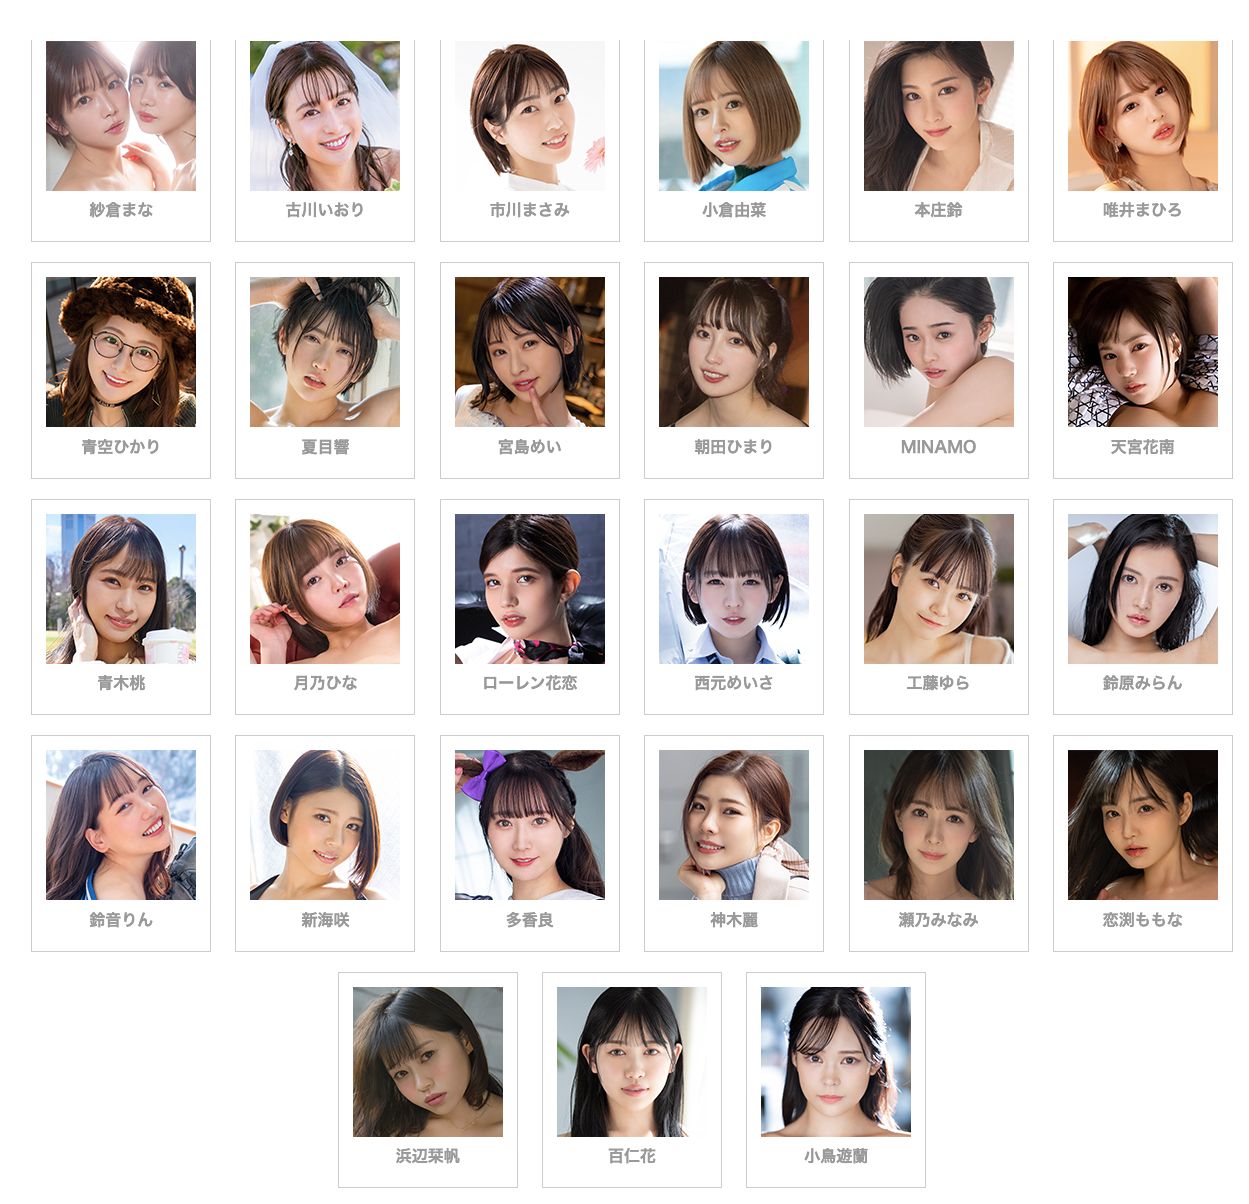 紗倉まな
古川いおり
市川まさみ
小倉由菜
本庄鈴
唯井まひろ
青空ひかり
夏目響
宮島めい
朝田ひまり
MINAMO
天宮花南
青木桃
月乃ひな
ローレン花恋
西元めいさ
工藤ゆら
鈴原みらん
鈴音りん
新海咲
多香良
神木麗
瀬乃みなみ
恋渕ももな
浜辺栞帆
百仁花
小鳥遊蘭